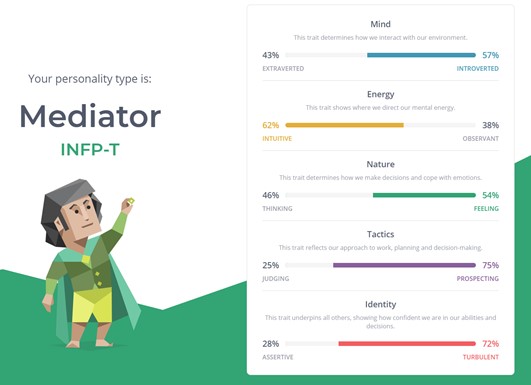 Your personality type is:
Mediator
INFP-T
Mind
This trait determines how we interact with our environment.
43% 57%
EXTRAVERTED INTROVERTED
Energy
This trait shows where we direct our mental energy.
62% 38%
INTUITIVE OBSERVANT
Nature
This trait determines how we make decisions and cope with emotions.
46% 54%
THINKING FEELING
Tactics
This trait reflects our approach to work, planning and decision-making.
25% 75%
JUDGING PROSPECTING
Identity
This trait underpins all others, showing how confident we are in our abilities and
decisions.
28% 72%
ASSERTIVE TURBULENT